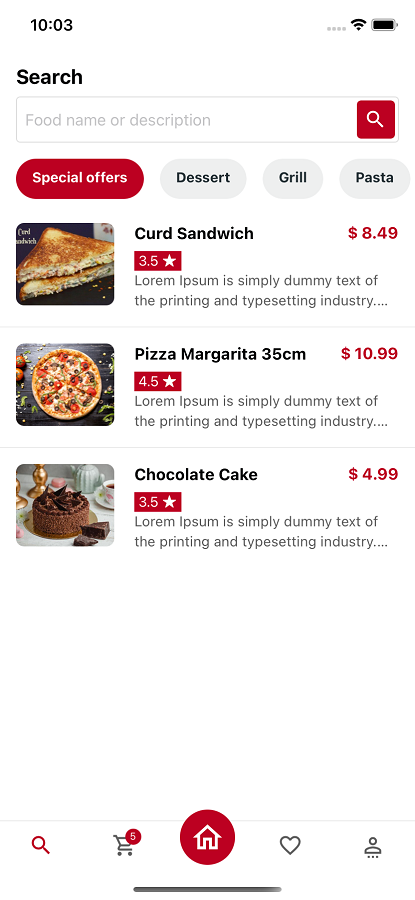 10:03
Search
Food name or description
Special offers
Dessert
Grill
Pasta
Curd Sandwich
$ 8.49
3.5
Lorem Ipsum is simply dummy text of
the printing and typesetting industry....
Pizza Margarita 35cm
$ 10.99
4.5
Lorem Ipsum is simply dummy text of
the printing and typesetting industry....
Chocolate Cake
$ 4.99
3.5
Lorem Ipsum is simply dummy text of
the printing and typesetting industry....
5